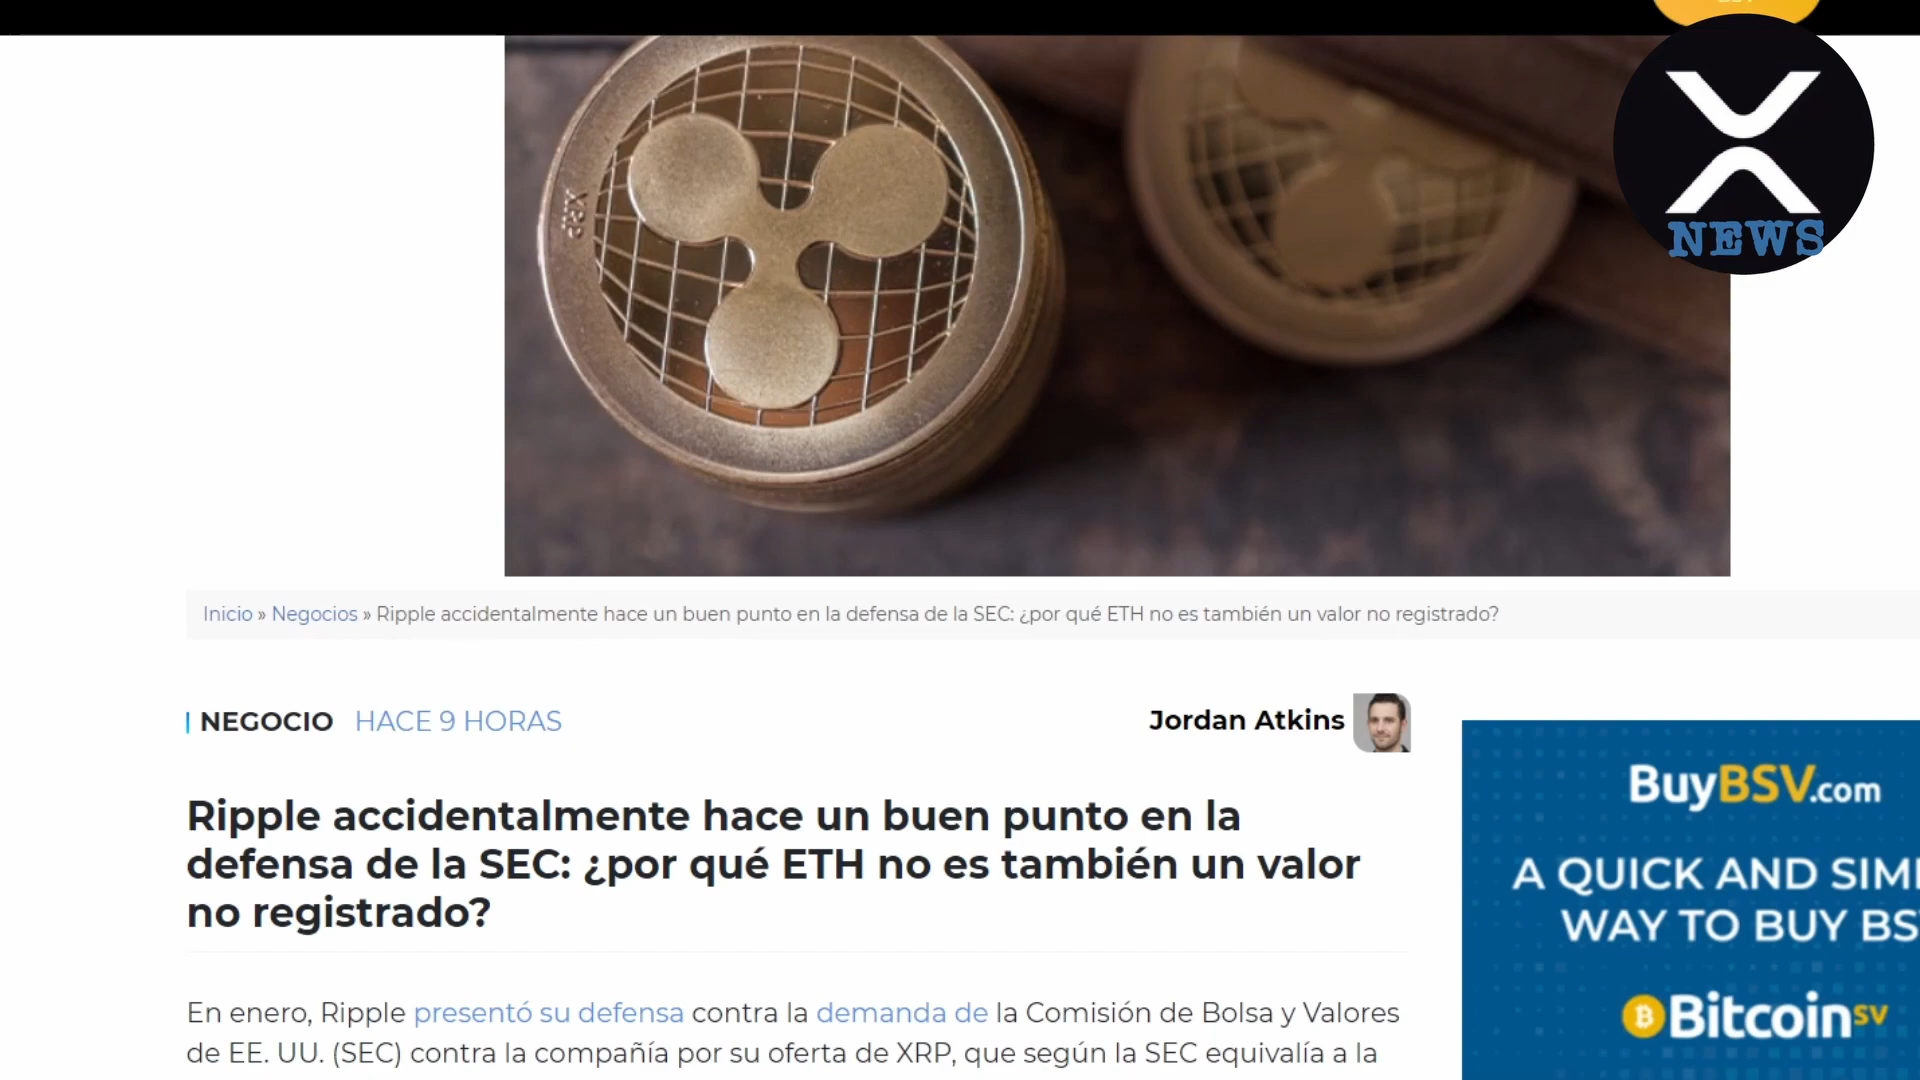 XRP
NEWS
Inicio » Negocios » Ripple accidentalmente hace un buen punto en la defensa de la SEC: ¿por qué ETH no es también un valor no registrado?
NEGOCIO HACE 9 HORAS
Jordan Atkins
Ripple accidentalmente hace un buen punto en la
defensa de la SEC: ¿por qué ETH no es también un valor
no registrado?
En enero, Ripple presentó su defensa contra la demanda de la Comisión de Bolsa y Valores
de EE. UU. (SEC) contra la compañía por su oferta de XRP, que según la SEC equivalía a la
BuyBSV.com
A QUICK AND
WAY TO BUY
BitcoinSV